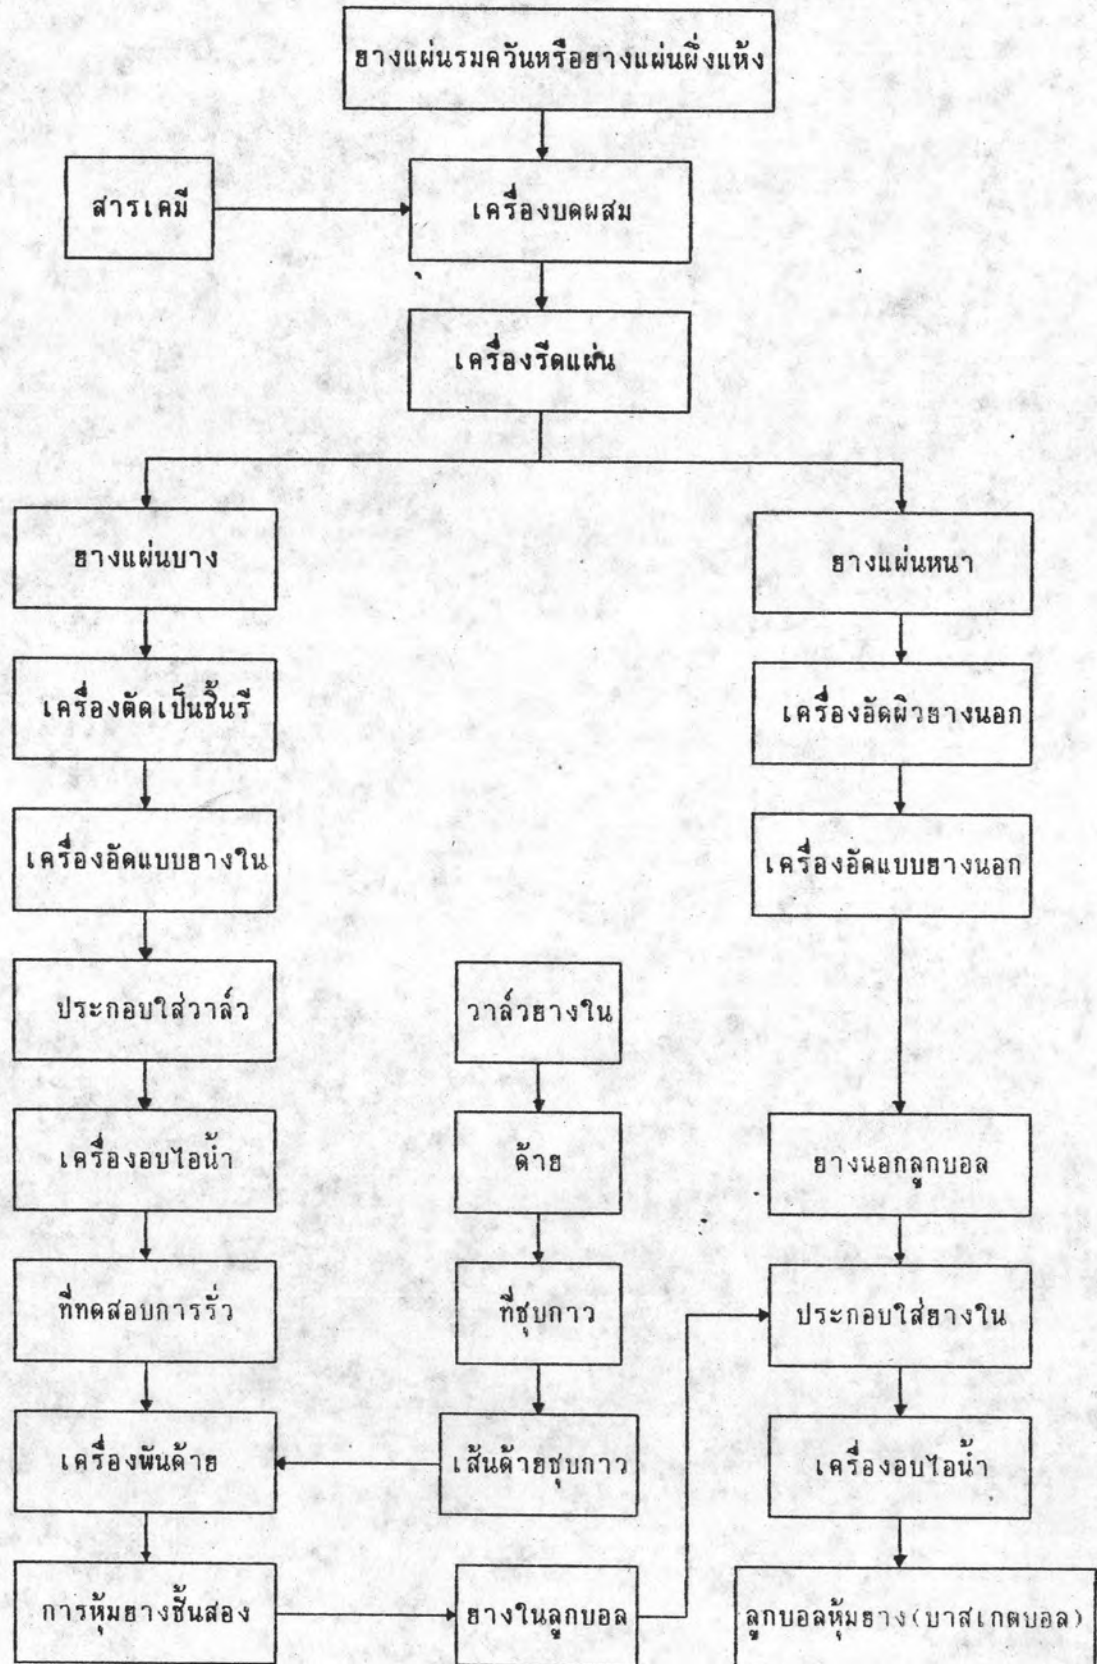 ยางแผ่นรมควันหรือยางแผ่นผึ่งแห้ง
สารเคมี
เครื่องบดผสม
เครื่องรีดแผ่น
ยางแผ่นบาง
ยางแผ่นหนา
เครื่องตัดเป็นชิ้นรี
เครื่องอัดผิวยางนอก
เครื่องอัดแบบยางใน
เครื่องอัดแบบยางนอก
ประกอบใส่วาล์ว
วาล์วยางใน
เครื่องอบไอน้ำ
ด้าย
ยางนอกลูกบอล
ที่ทดสอบการรั่ว
ที่ชุบกาว
ประกอบใส่ยางใน
เครื่องพันด้าย
เส้นด้ายชุบกาว
เครื่องอบไอน้ำ
การหุ้มยางชั้นสอง
ยางในลูกบอล
ลูกบอลหุ้มยาง(บาสเกตบอล)